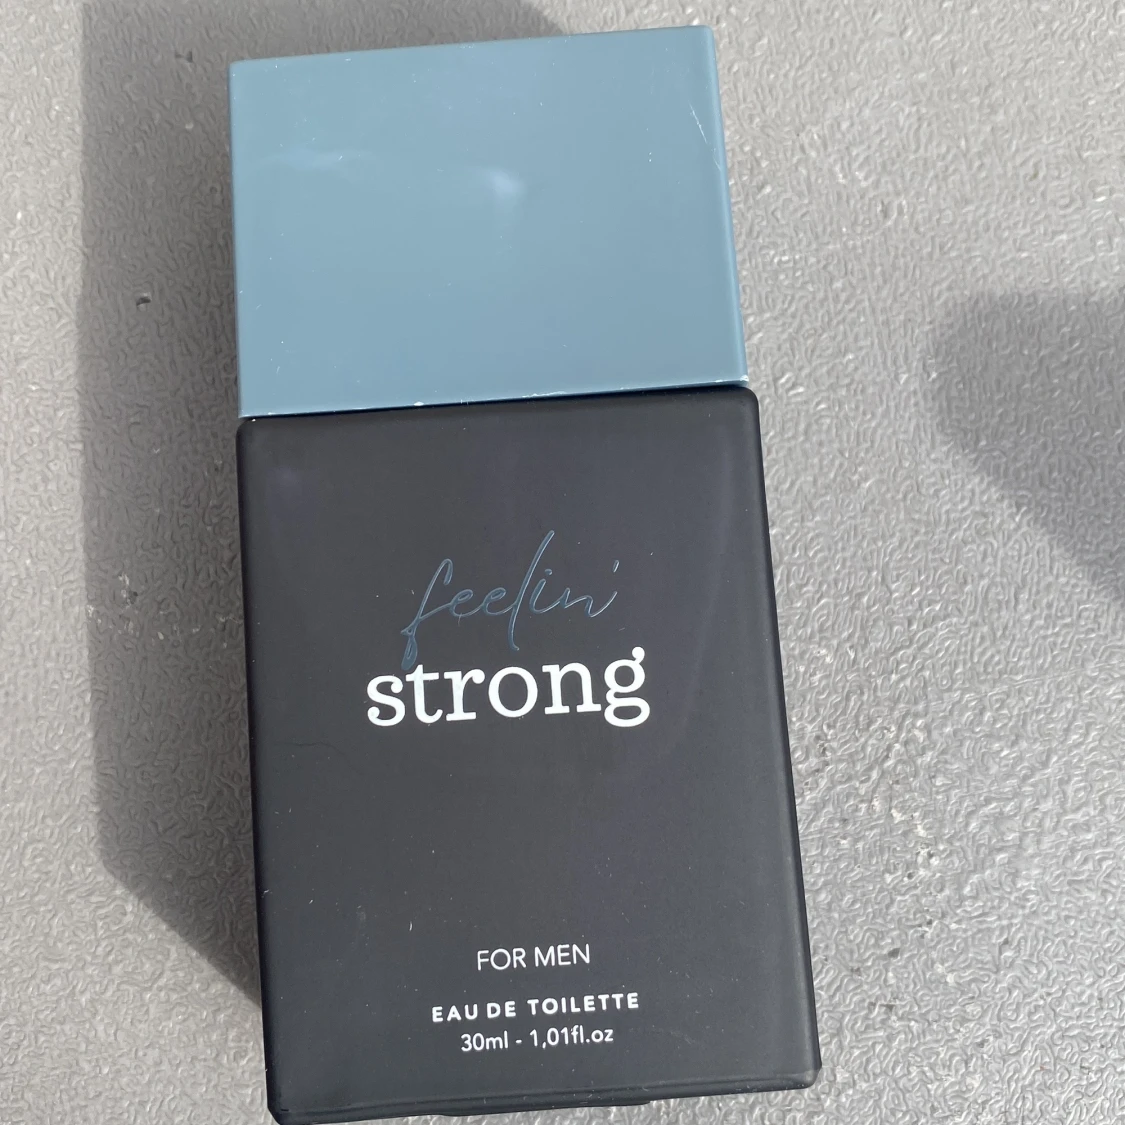 feelin'
strong
FOR MEN
EAU DE TOILETTE
30ml - 1,01fl.oz